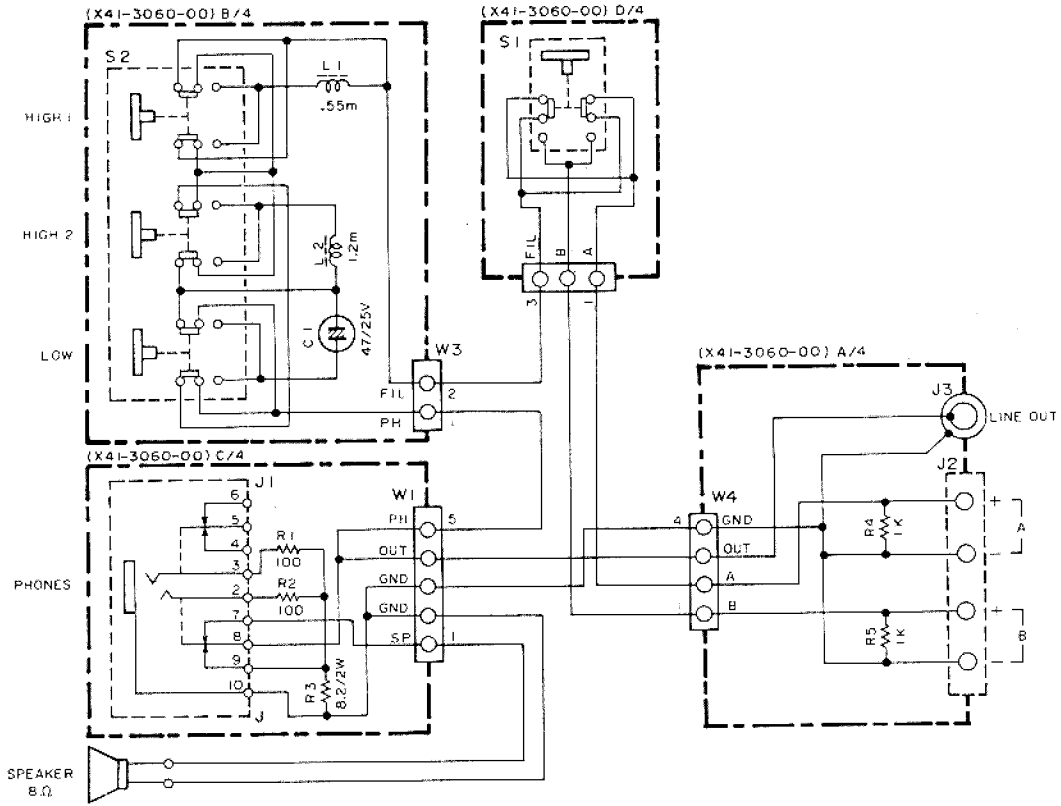 (X41-3060-00) B/4
(X41-3060-00) D/4
S2
S1
L1
.55m
HIGH 1
HIGH 2
L2
1.2m
FIL
B
A
3
1
C1
47/25V
LOW
W3
FIL
2
PH
1
(X41-3060-00) A/4
J3
LINE OUT
J2
(X41-3060-00) C/4
J1
W1
W4
6
PH
5
4
GND
+
5
R1
OUT
OUT
R4
1K
A
4
100
3
GND
A
PHONES
R2
2
100
GND
1
B
+
7
SP
1
R5
1K
B
8
9
R3
8.2/2W
10
J
SPEAKER
8Ω